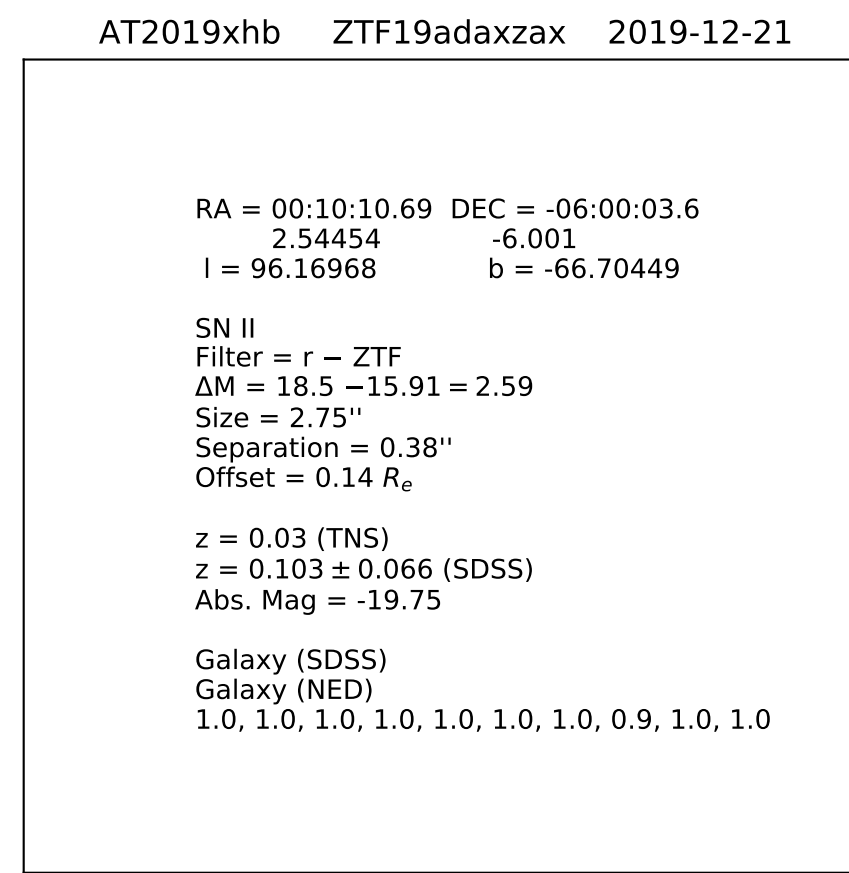 AT2019xhb ZTF19adaxzax 2019-12-21
RA = 00:10:10.69 DEC = -06:00:03.6
2.54454 -6.001
l = 96.16968 b = -66.70449
SN II
Filter = r − ZTF
ΔM = 18.5 −15.91 = 2.59
Size = 2.75''
Separation = 0.38''
Offset = 0.14 Re
z = 0.03 (TNS)
z = 0.103 ± 0.066 (SDSS)
Abs. Mag = -19.75
Galaxy (SDSS)
Galaxy (NED)
1.0, 1.0, 1.0, 1.0, 1.0, 1.0, 1.0, 0.9, 1.0, 1.0